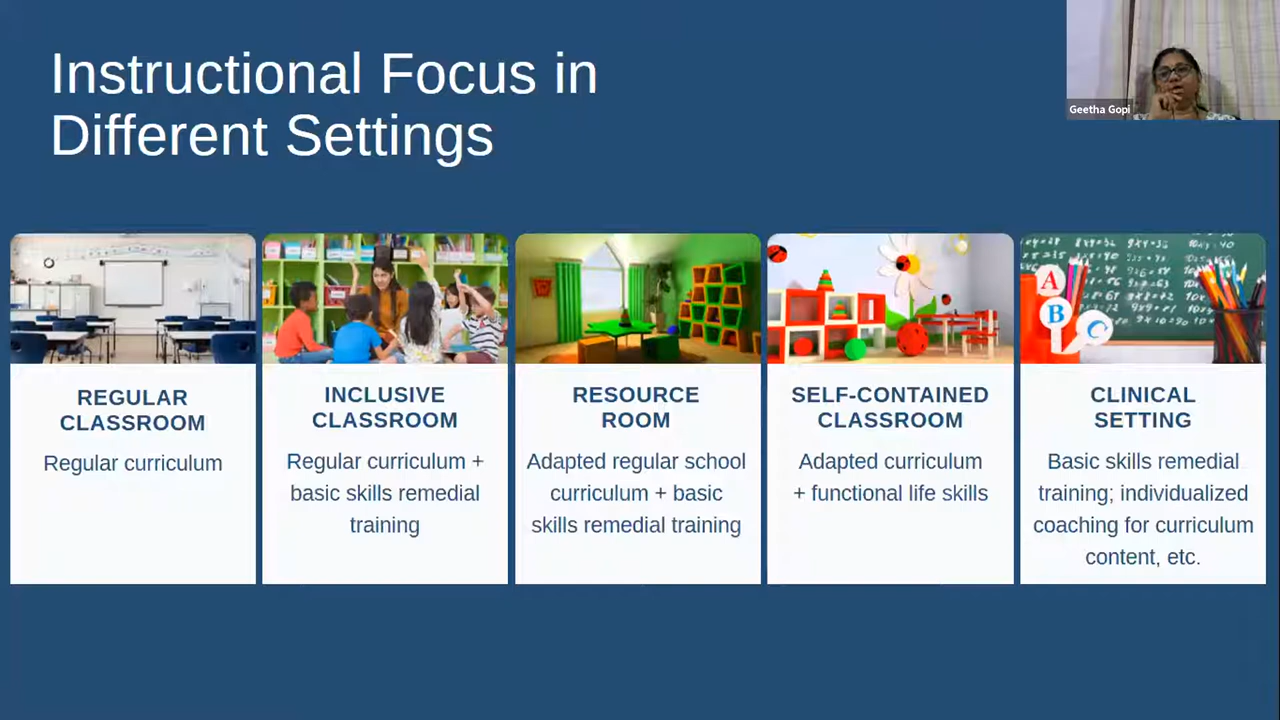 Instructional Focus in
Different Settings
Geetha Gopi
REGULAR
CLASSROOM
Regular curriculum
INCLUSIVE
CLASSROOM
Regular curriculum +
basic skills remedial
training
RESOURCE
ROOM
Adapted regular school
curriculum + basic
skills remedial training
SELF-CONTAINED
CLASSROOM
Adapted curriculum
+ functional life skills
A
B
C
CLINICAL
SETTING
Basic skills remedial
training; individualized
coaching for curriculum
content, etc.